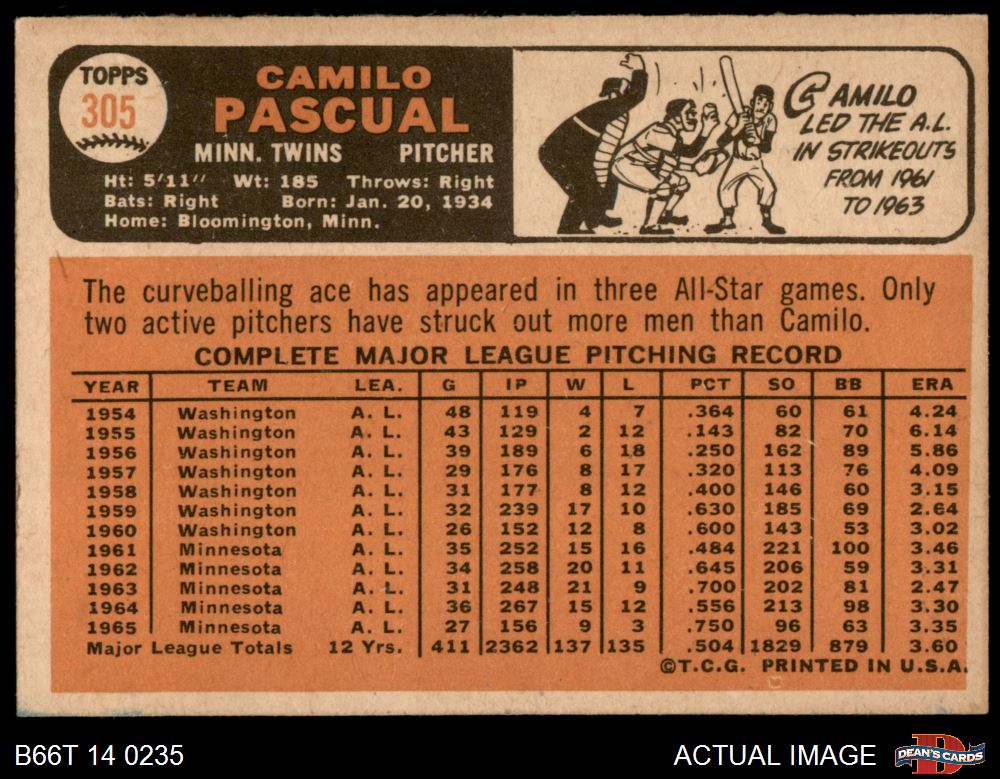 TOPPS
305
CAMILO
PASCUAL
MINN. TWINS PITCHER
Ht: 5'11" Wt: 185 Throws: Right
Bats: Right Born: Jan. 20, 1934
Home: Bloomington, Minn.
CAMILO
LED THE A.L.
IN STRIKEOUTS
FROM 1961
TO 1963
The curveballing ace has appeared in three All-Star games. Only
two active pitchers have struck out more men than Camilo.
COMPLETE MAJOR LEAGUE PITCHING RECORD
YEAR TEAM LEA. G IP W L PCT SO BB ERA
1954 Washington A. L. 48 119 4 7 .364 60 61 4.24
1955 Washington A. L. 43 129 2 12 .143 82 70 6.14
1956 Washington A. L. 39 189 6 18 .250 162 89 5.86
1957 Washington A. L. 29 176 8 17 .320 113 76 4.09
1958 Washington A. L. 31 177 8 12 .400 146 60 3.15
1959 Washington A. L. 32 239 17 10 .630 185 69 2.64
1960 Washington A. L. 26 152 12 8 .600 143 53 3.02
1961 Minnesota A. L. 35 252 15 16 .484 221 100 3.46
1962 Minnesota A. L. 34 258 20 11 .645 206 59 3.31
1963 Minnesota A. L. 31 248 21 9 .700 202 81 2.47
1964 Minnesota A. L. 36 267 15 12 .556 213 98 3.30
1965 Minnesota A. L. 27 156 9 3 .750 96 63 3.35
Major League Totals 12 Yrs. 411 2362 137 135 .504 1829 879 3.60
©T.C.G. PRINTED IN U.S.A.
B66T 14 0235
ACTUAL IMAGE
D
DEAN'S CARDS